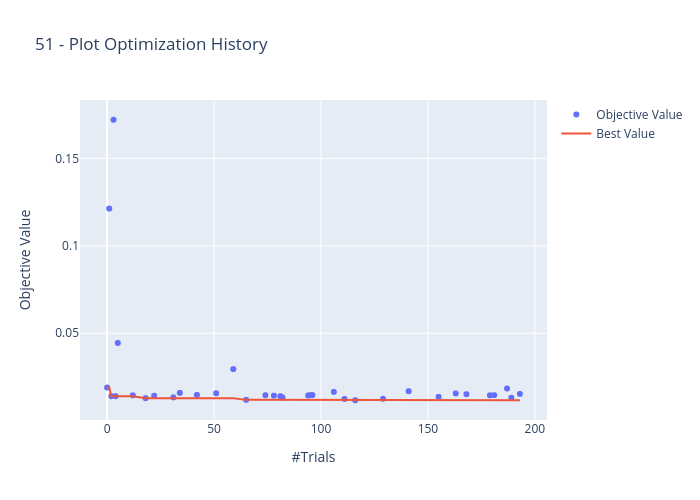 51 - Plot Optimization History
Objective Value
Best Value
0.15
0.1
0.05
0
50
100
150
200
#Trials
Objective Value